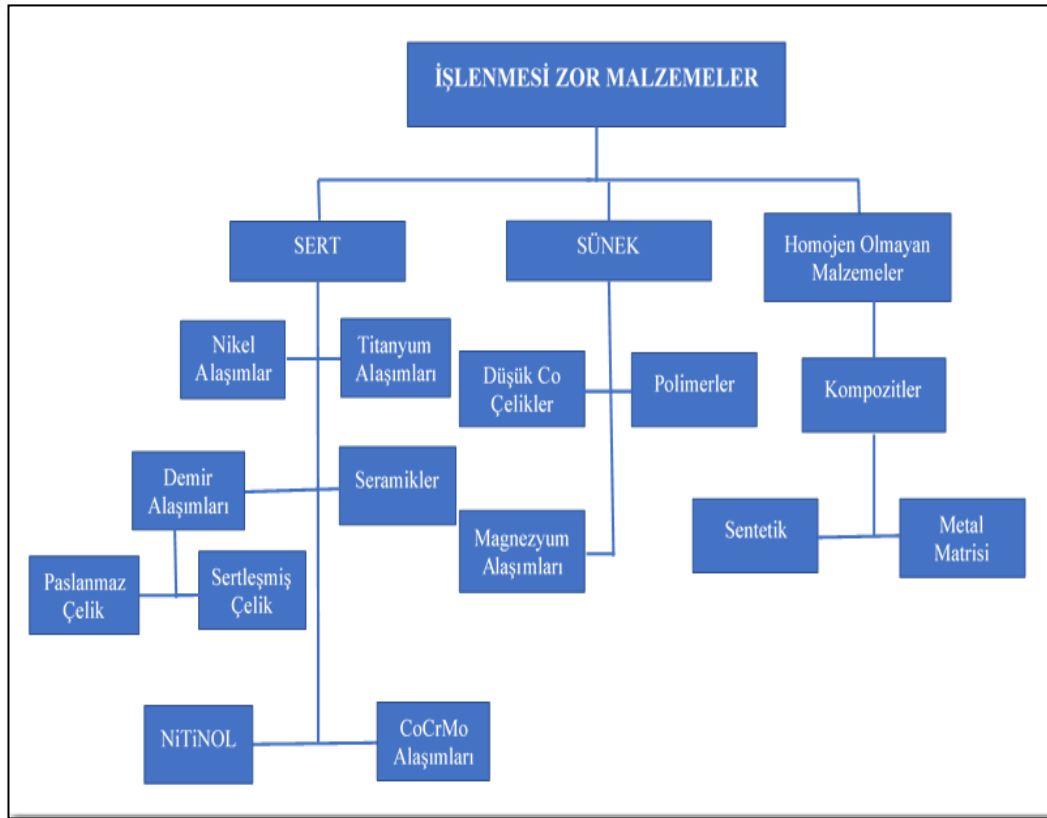 İŞLENMESİ ZOR MALZEMELER
SERT
SÜNEK
Homojen Olmayan
Malzemeler
Nikel
Alaşımlar
Titanyum
Alaşımları
Düşük Co
Çelikler
Polimerler
Kompozitler
Demir
Alaşımları
Seramikler
Magnezyum
Alaşımları
Sentetik
Metal
Matrisi
Paslanmaz
Çelik
Sertleşmiş
Çelik
NiTiNOL
CoCrMo
Alaşımları